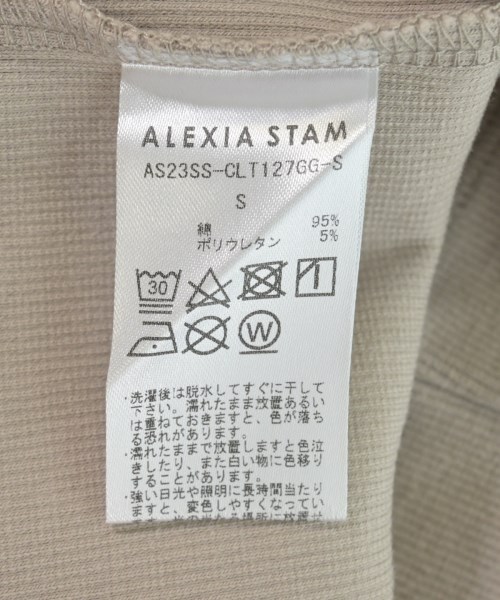 ALEXIA STAM
AS23SS-CLT127GG-S
S
綿 95%
ポリウレタン 5%
30
W
・洗濯後は脱水してすぐに干して
下さい。濡れたまま放置あるい
は重ねておきますと、色が落ち
る恐れがあります。
・濡れたままで放置しますと色泣
きしたり、また白い物に色移り
することがあります。
・強い日光や照明に長時間当たり
ますと、変色しやすくなってい